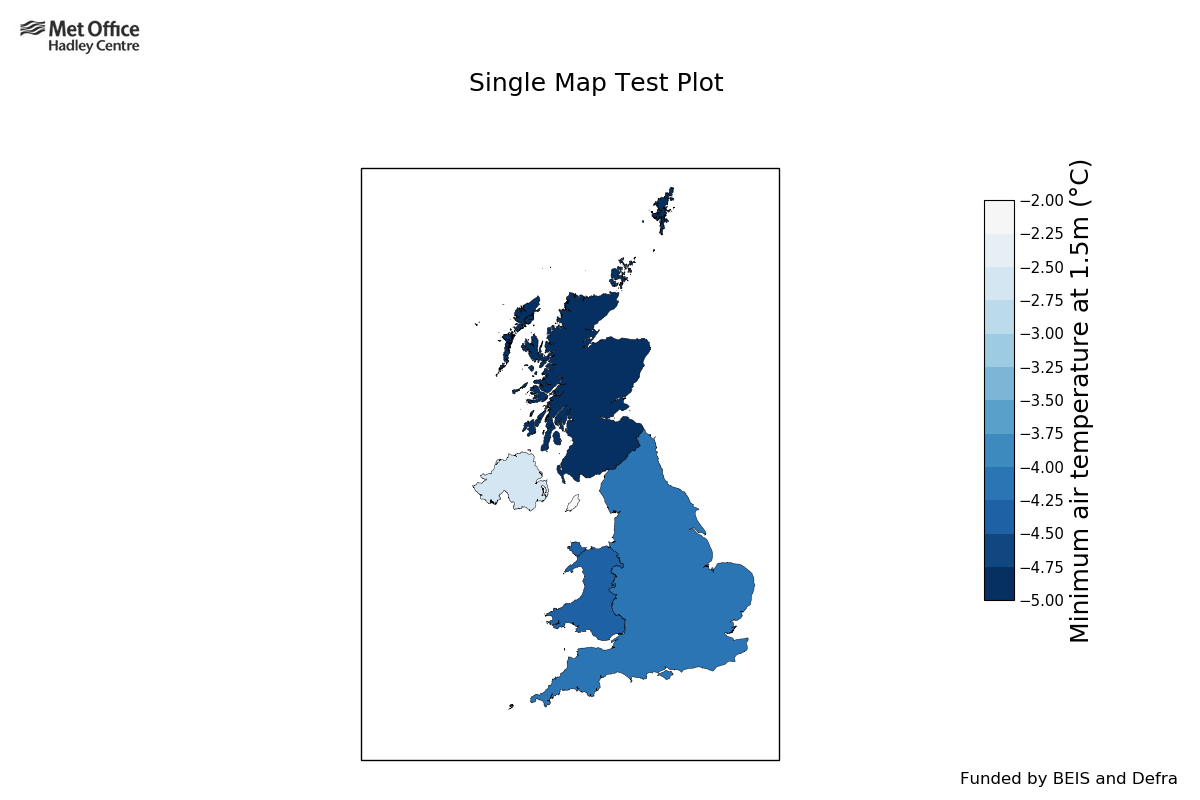 Met Office
Hadley Centre
Single Map Test Plot
−2.00
−2.25
−2.50
−2.75
−3.00
−3.25
−3.50
−3.75
−4.00
−4.25
−4.50
−4.75
−5.00
Minimum air temperature at 1.5m (°C)
Funded by BEIS and Defra